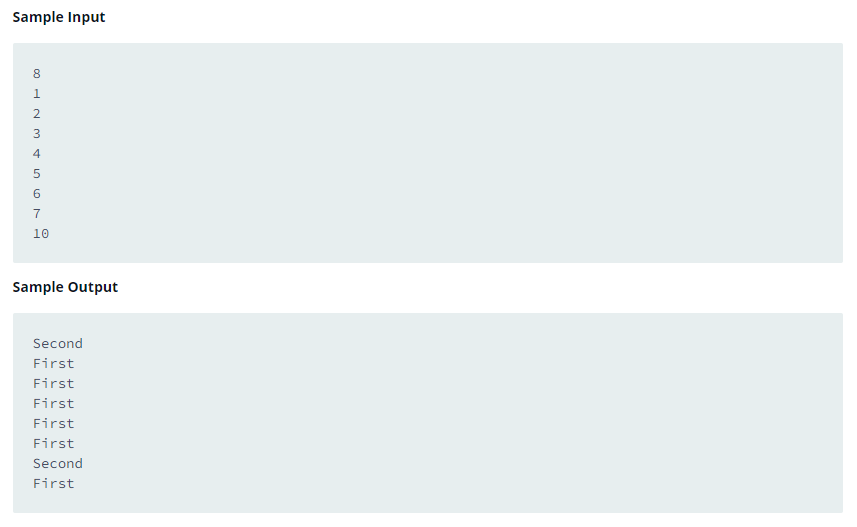 Sample Input
8
1
2
3
4
5
6
7
10
Sample Output
Second
First
First
First
First
First
Second
First